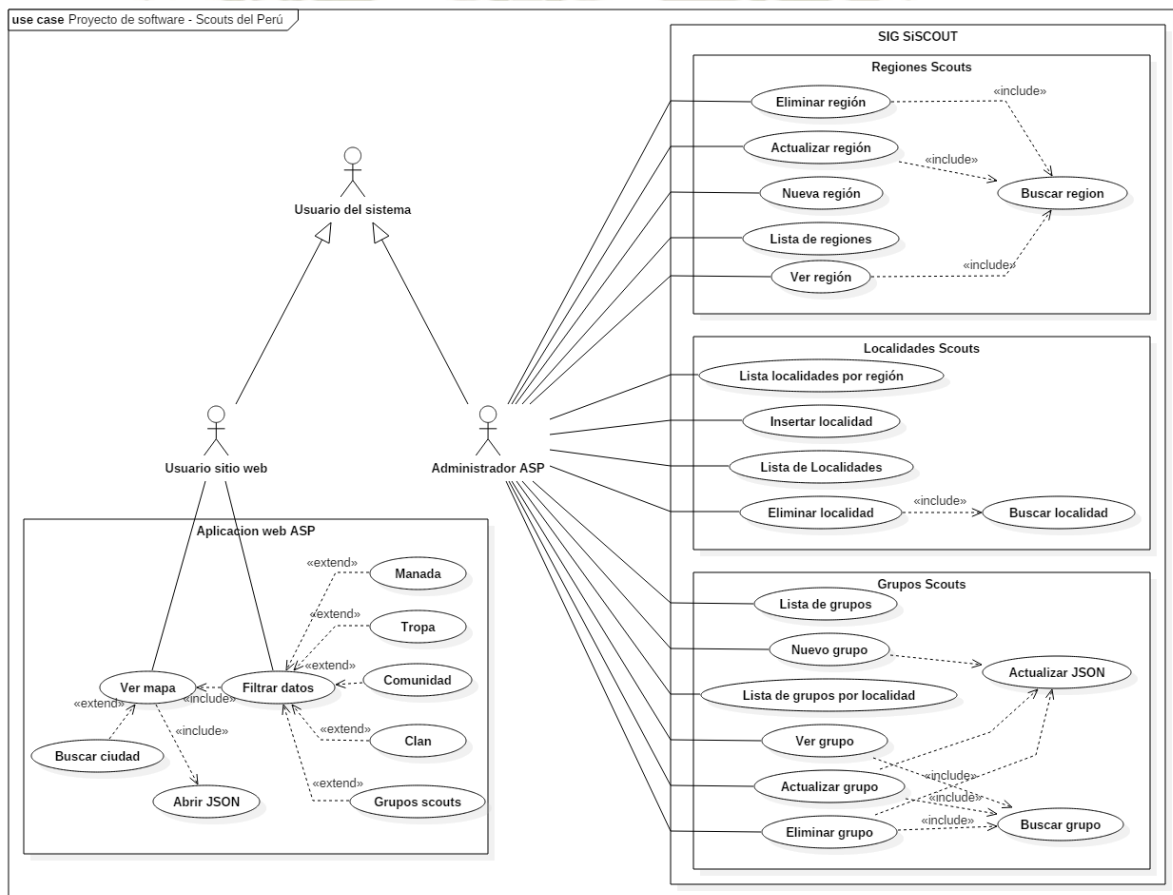 use case Proyecto de software - Scouts del Perú
SIG SiSCOUT
Regiones Scouts
Eliminar región
«include»
Actualizar región
«include»
Nueva región
Buscar region
Lista de regiones
Ver región
«include»
Usuario del sistema
Localidades Scouts
Lista localidades por región
Insertar localidad
Lista de Localidades
Eliminar localidad
«include»
Buscar localidad
Usuario sitio web
Administrador ASP
Aplicacion web ASP
«extend»
Manada
«extend»
Tropa
«extend»
Comunidad
Ver mapa
Filtrar datos
«extend»
«include»
«include»
«extend»
Clan
Buscar ciudad
«extend»
Abrir JSON
Grupos scouts
Grupos Scouts
Lista de grupos
Nuevo grupo
Actualizar JSON
Lista de grupos por localidad
Ver grupo
«include»
Actualizar grupo
«include»
Eliminar grupo
«include»
Buscar grupo